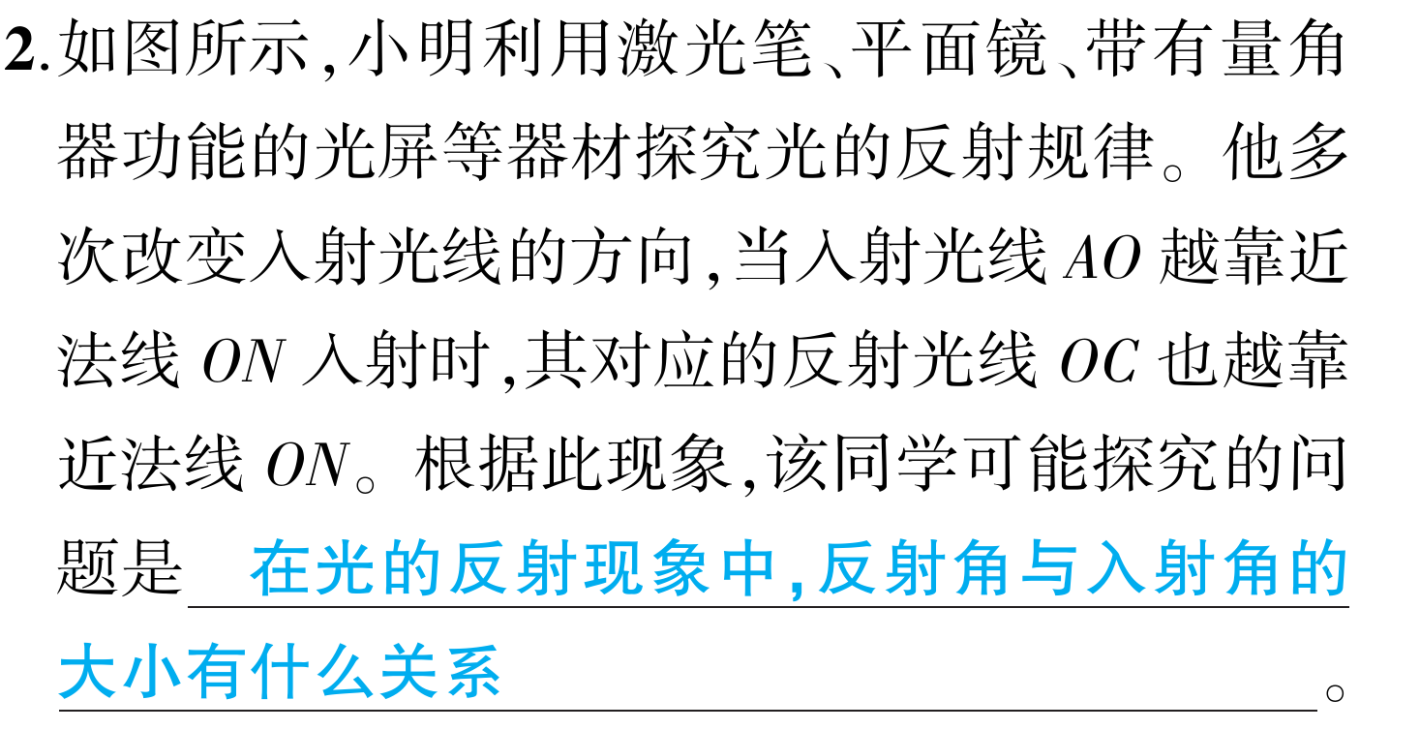 2.如图所示,小明利用激光笔、平面镜、带有量角
器功能的光屏等器材探究光的反射规律。他多
次改变入射光线的方向,当入射光线 AO 越靠近
法线 ON 入射时,其对应的反射光线 OC 也越靠
近法线 ON。根据此现象,该同学可能探究的问
题是 在光的反射现象中,反射角与入射角的
大小有什么关系 。